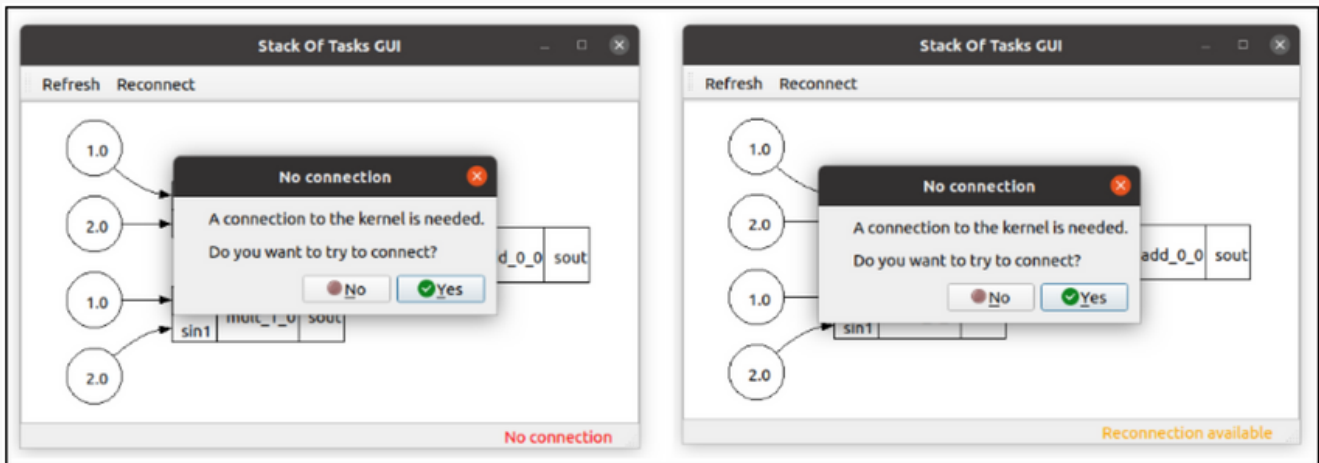 Stack Of Tasks GUI
Refresh Reconnect
1.0
No connection
A connection to the kernel is needed.
2.0
Do you want to try to connect?
d_0_0 sout
No Yes
1.0
mult_1_0 sout
sin1
2.0
No connection
Stack Of Tasks GUI
Refresh Reconnect
1.0
No connection
A connection to the kernel is needed.
2.0
Do you want to try to connect?
add_0_0 sout
No Yes
1.0
sin1
2.0
Reconnection available